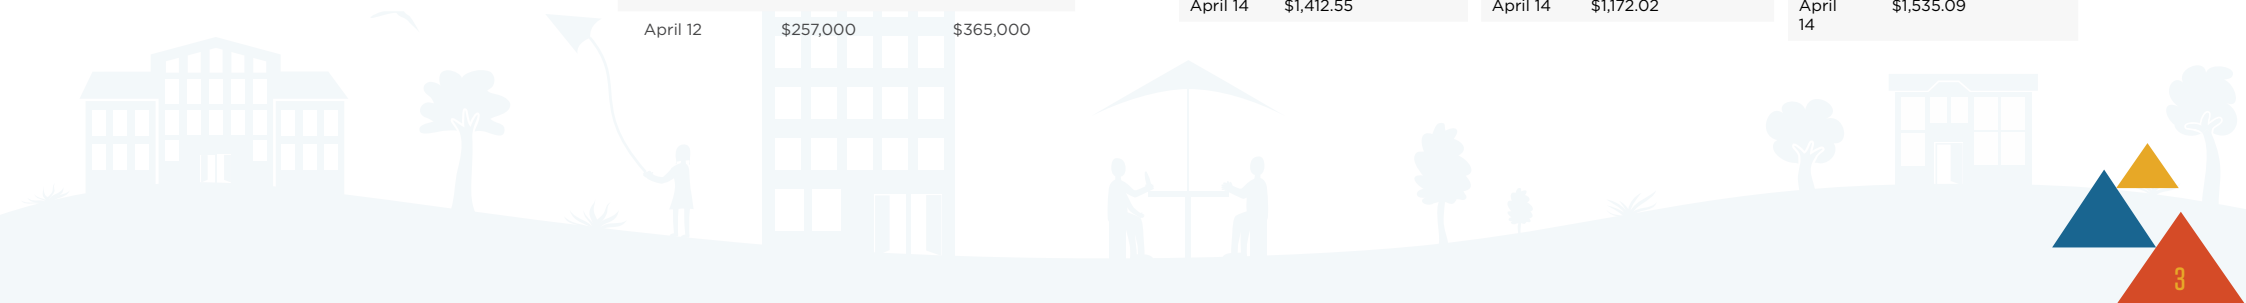 April 14 $1,412.55
April 14 $1,172.02
April $1,535.09
14
April 12 $257,000 $365,000
3